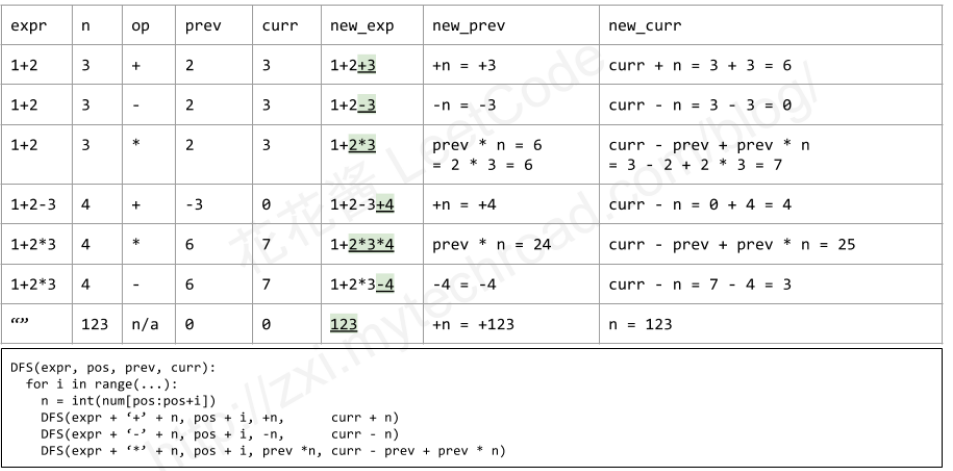 expr n op prev curr new_exp new_prev new_curr
1+2 3 + 2 3 1+2+3 +n = +3 curr + n = 3 + 3 = 6
1+2 3 - 2 3 1+2-3 -n = -3 curr - n = 3 - 3 = 0
1+2 3 * 2 3 1+2*3 prev * n = 6 curr - prev + prev * n
= 2 * 3 = 6 = 3 - 2 + 2 * 3 = 7
1+2-3 4 + -3 0 1+2-3+4 +n = +4 curr - n = 0 + 4 = 4
1+2*3 4 * 6 7 1+2*3*4 prev * n = 24 curr - prev + prev * n = 25
1+2*3 4 - 6 7 1+2*3-4 -4 = -4 curr - n = 7 - 4 = 3
“” 123 n/a 0 0 123 +n = +123 n = 123
DFS(expr, pos, prev, curr):
for i in range(...):
n = int(num[pos:pos+i])
DFS(expr + ‘+’ + n, pos + i, +n, curr + n)
DFS(expr + ‘-’ + n, pos + i, -n, curr - n)
DFS(expr + ‘*’ + n, pos + i, prev *n, curr - prev + prev * n)
花花酱 LeetCode
http://zxi.mytechroad.com/blog/